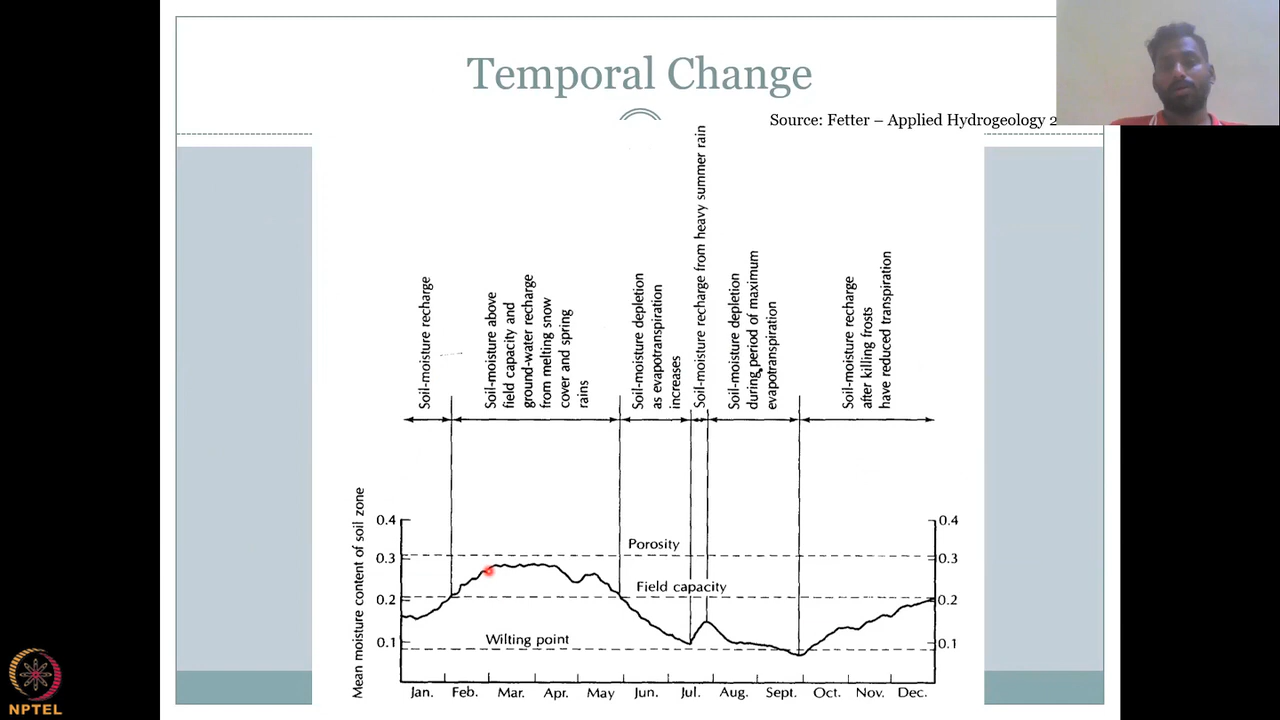 Temporal Change
Source: Fetter – Applied Hydrogeology 2
Soil-moisture recharge
Soil-moisture above
field capacity and
ground-water recharge
from melting snow
cover and spring
rains
Soil-moisture depletion
as evapotranspiration
increases
Soil-moisture recharge from heavy summer rain
Soil-moisture depletion
during period of maximum
evapotranspiration
Soil-moisture recharge
after killing frosts
have reduced transpiration
Mean moisture content of soil zone
0.4
0.3
0.2
0.1
Porosity
Field capacity
Wilting point
0.4
0.3
0.2
0.1
Jan. Feb. Mar. Apr. May Jun. Jul. Aug. Sept. Oct. Nov. Dec.
NPTEL